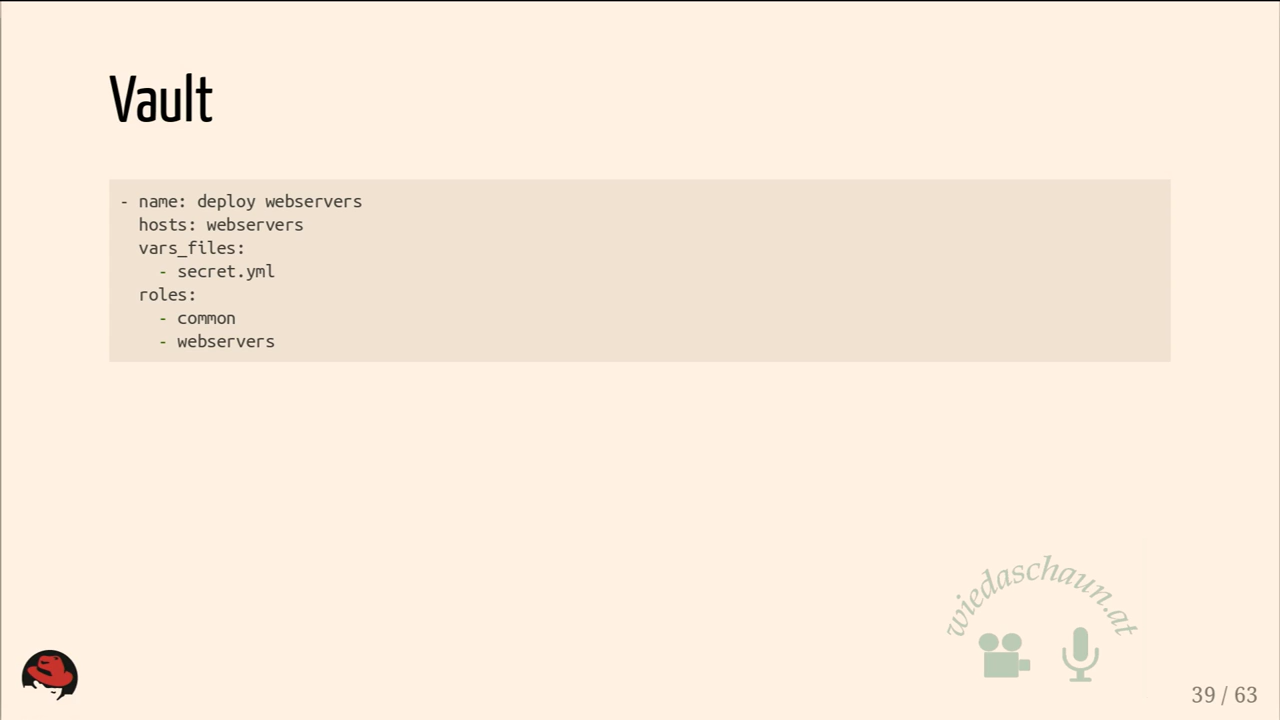 Vault
- name: deploy webservers
  hosts: webservers
  vars_files:
    - secret.yml
  roles:
    - common
    - webservers
wiedaschaun.at
39 / 63